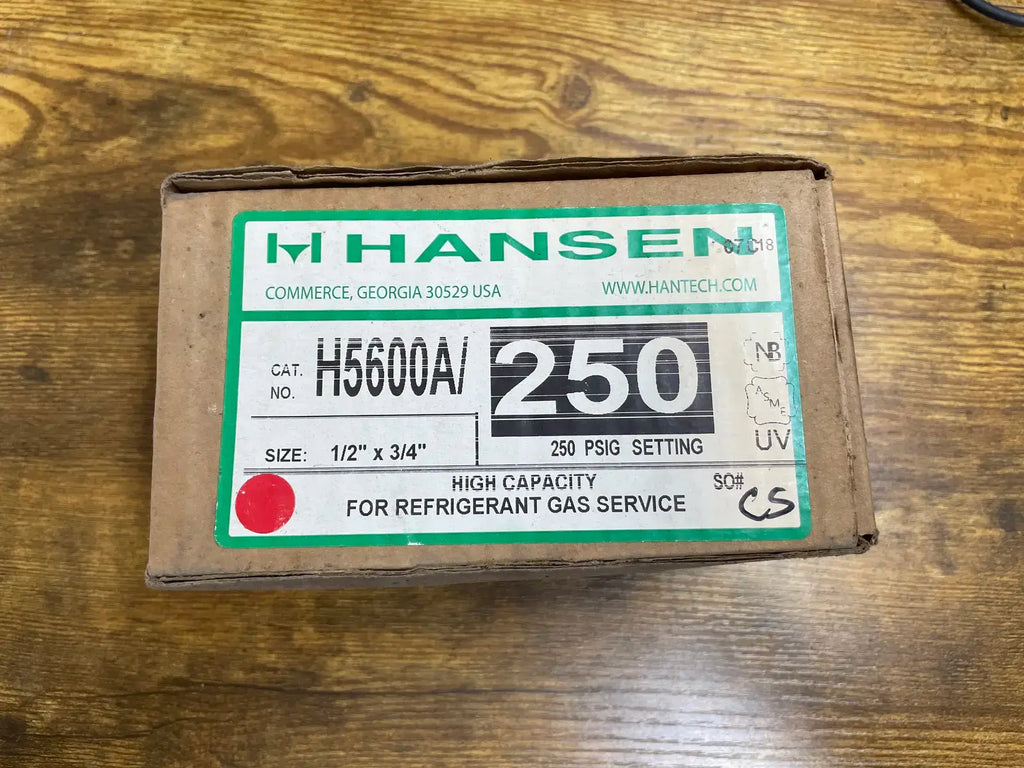 HANSEN
COMMERCE, GEORGIA 30529 USA
WWW.HANTECH.COM
CAT. NO. H5600A/
250
NB
ASME
UV
250 PSIG SETTING
SIZE: 1/2" x 3/4"
HIGH CAPACITY
FOR REFRIGERANT GAS SERVICE
SO#
CS